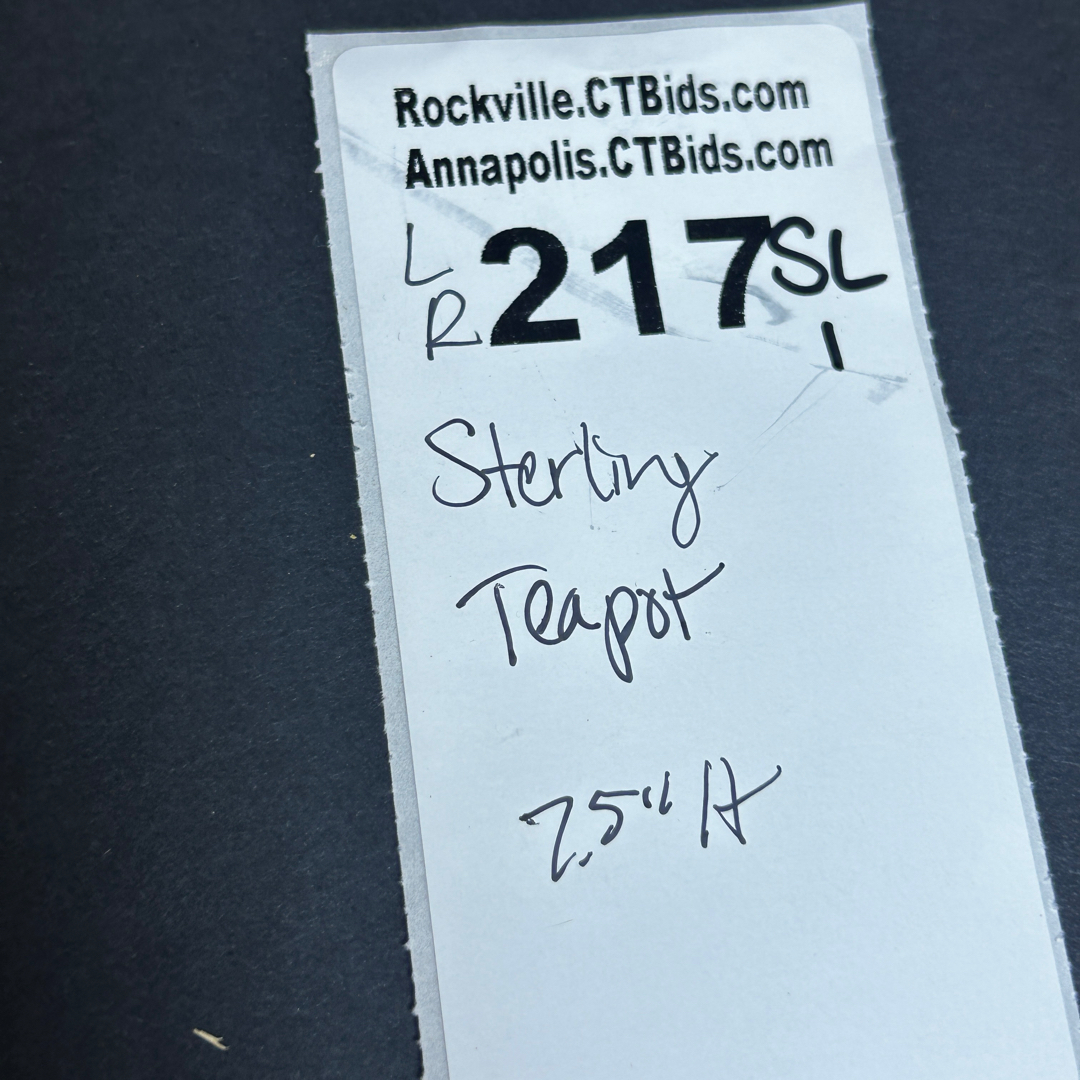 Rockville.CTBids.com
Annapolis.CTBids.com
L 217 SL
R 1
Sterling
Teapot
7.5" H